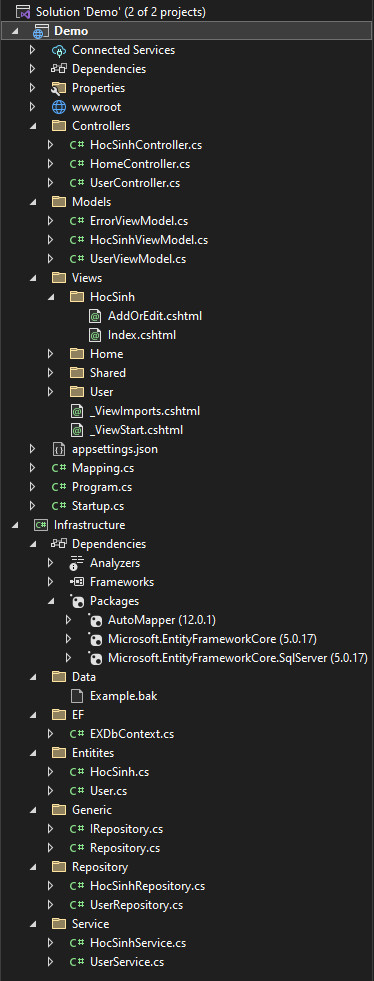 Solution 'Demo' (2 of 2 projects)
Demo
Connected Services
Dependencies
Properties
wwwroot
Controllers
C# HocSinhController.cs
C# HomeController.cs
C# UserController.cs
Models
C# ErrorViewModel.cs
C# HocSinhViewModel.cs
C# UserViewModel.cs
Views
HocSinh
AddOrEdit.cshtml
Index.cshtml
Home
Shared
User
_ViewImports.cshtml
_ViewStart.cshtml
appsettings.json
C# Mapping.cs
C# Program.cs
C# Startup.cs
C# Infrastructure
Dependencies
Analyzers
Frameworks
Packages
AutoMapper (12.0.1)
Microsoft.EntityFrameworkCore (5.0.17)
Microsoft.EntityFrameworkCore.SqlServer (5.0.17)
Data
Example.bak
EF
C# EXDbContext.cs
Entitites
C# HocSinh.cs
C# User.cs
Generic
C# IRepository.cs
C# Repository.cs
Repository
C# HocSinhRepository.cs
C# UserRepository.cs
Service
C# HocSinhService.cs
C# UserService.cs